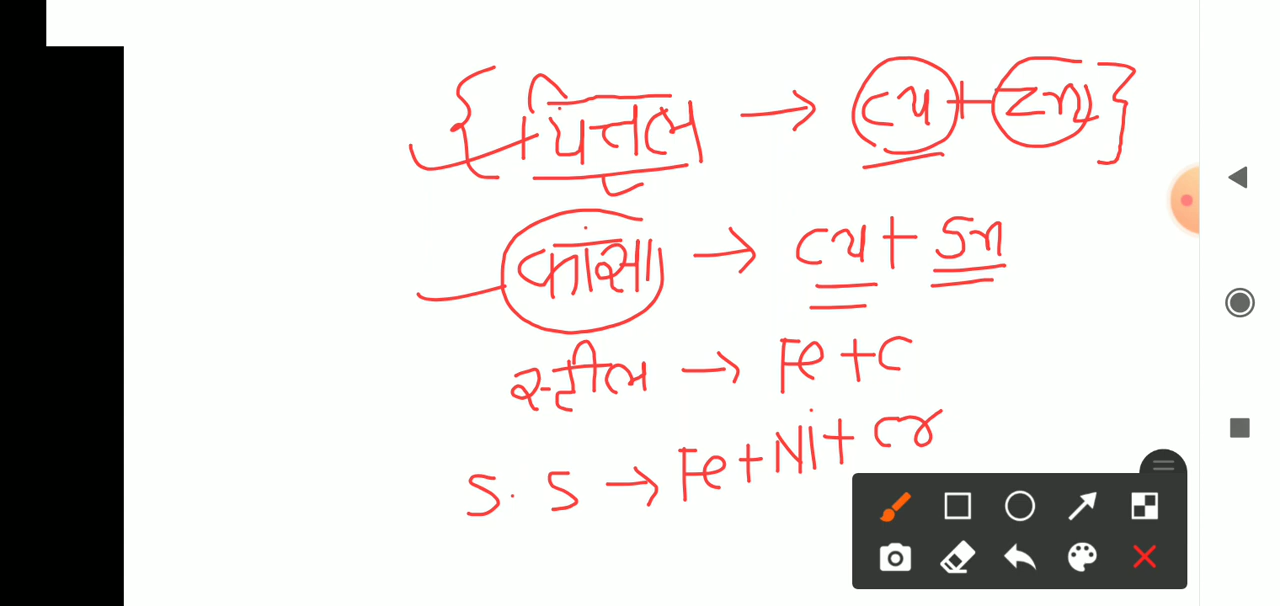 { पित्तल → Cu + Zn }
कांसा → Cu + Sn
स्टील → Fe + C
S. S → Fe + Ni + Cr